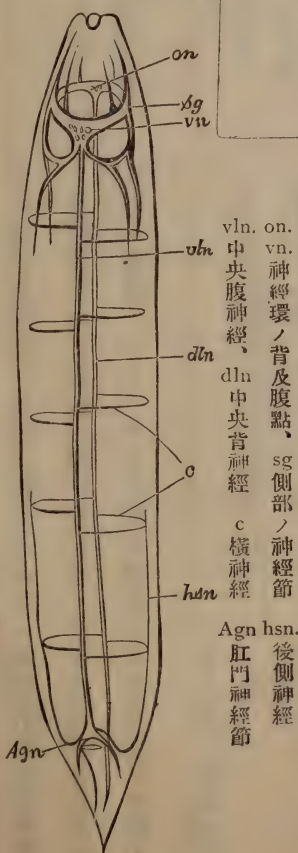 on
sg
vn
vln
dln
c
hsn
Agn
on. vn. 神經環ノ背及腹點、 sg 側部ノ神經節
vln. 中央腹神經、 dln 中央背神經 c 橫神經
hsn. 後側神經
Agn 肛門神經節